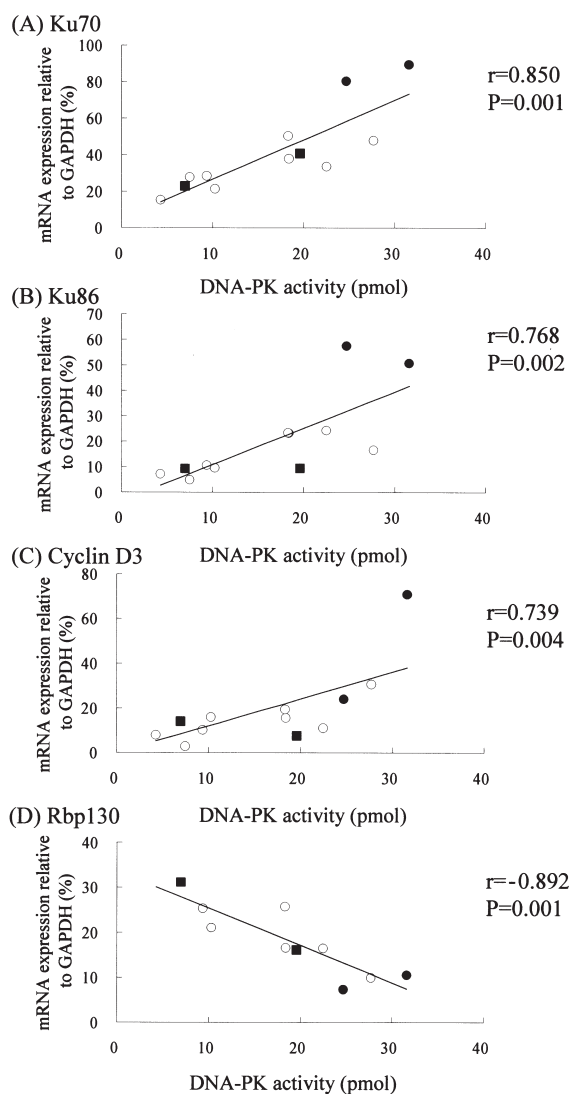 (A) Ku70
mRNA expression relative
to GAPDH (%)
100
80
60
40
20
0
0 10 20 30 40
DNA-PK activity (pmol)
r=0.850
P=0.001
(B) Ku86
mRNA expression relative
to GAPDH (%)
70
60
50
40
30
20
10
0
0 10 20 30 40
DNA-PK activity (pmol)
r=0.768
P=0.002
(C) Cyclin D3
mRNA expression relative
to GAPDH (%)
80
60
40
20
0
0 10 20 30 40
DNA-PK activity (pmol)
r=0.739
P=0.004
(D) Rbp130
mRNA expression relative
to GAPDH (%)
40
30
20
10
0
0 10 20 30 40
DNA-PK activity (pmol)
r=-0.892
P=0.001